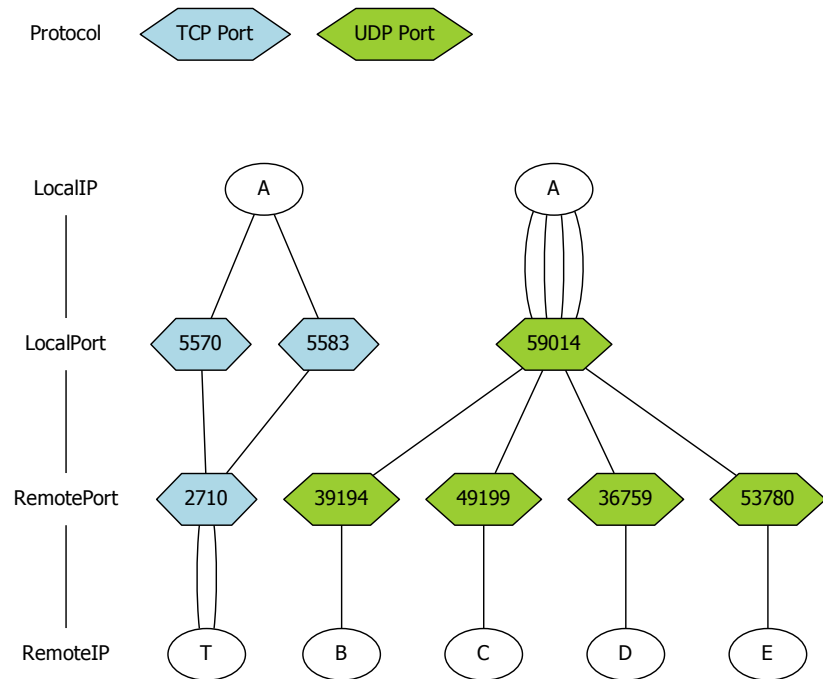 Protocol TCP Port UDP Port
LocalIP A A
LocalPort 5570 5583 59014
RemotePort 2710 39194 49199 36759 53780
RemoteIP T B C D E